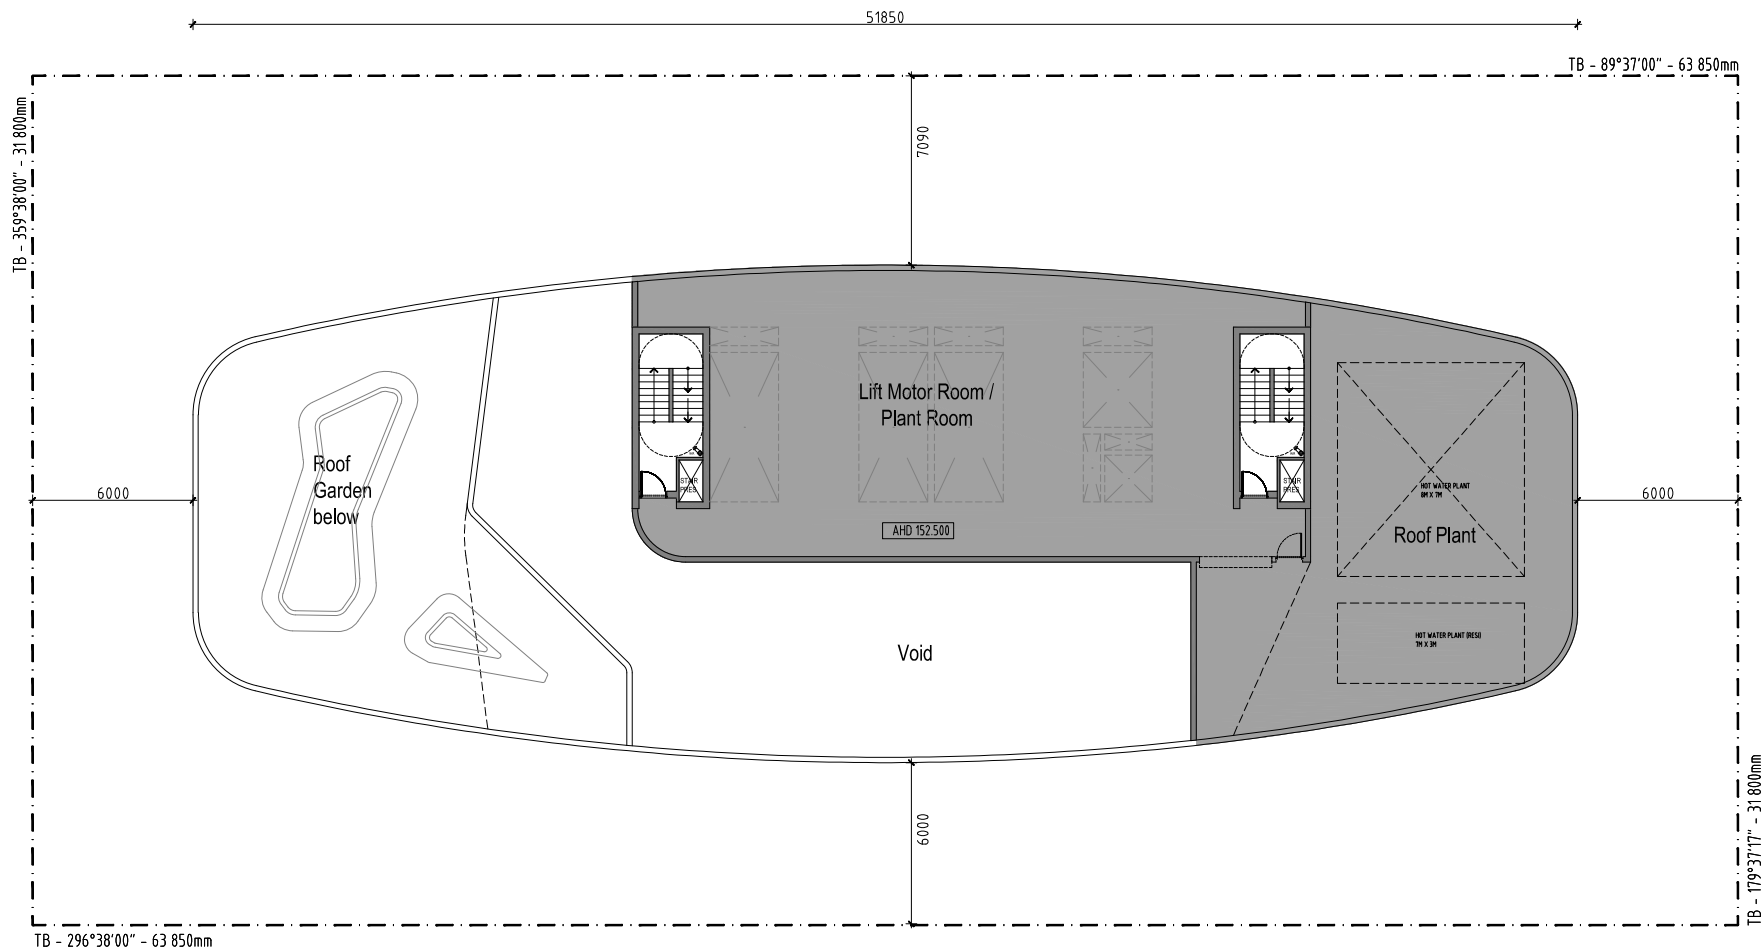 51850
TB - 89°37'00" - 63 850mm
TB - 359°38'00" - 31 800mm
7090
Lift Motor Room /
Plant Room
Roof
Garden
below
6000
STAIR
PRES
STAIR
PRES
HOT WATER PLANT
8M X 7M
6000
AHD 152.500
Roof Plant
HOT WATER PLANT (RESI)
7M X 3M
Void
6000
TB - 179°37'17" - 31 800mm
TB - 296°38'00" - 63 850mm